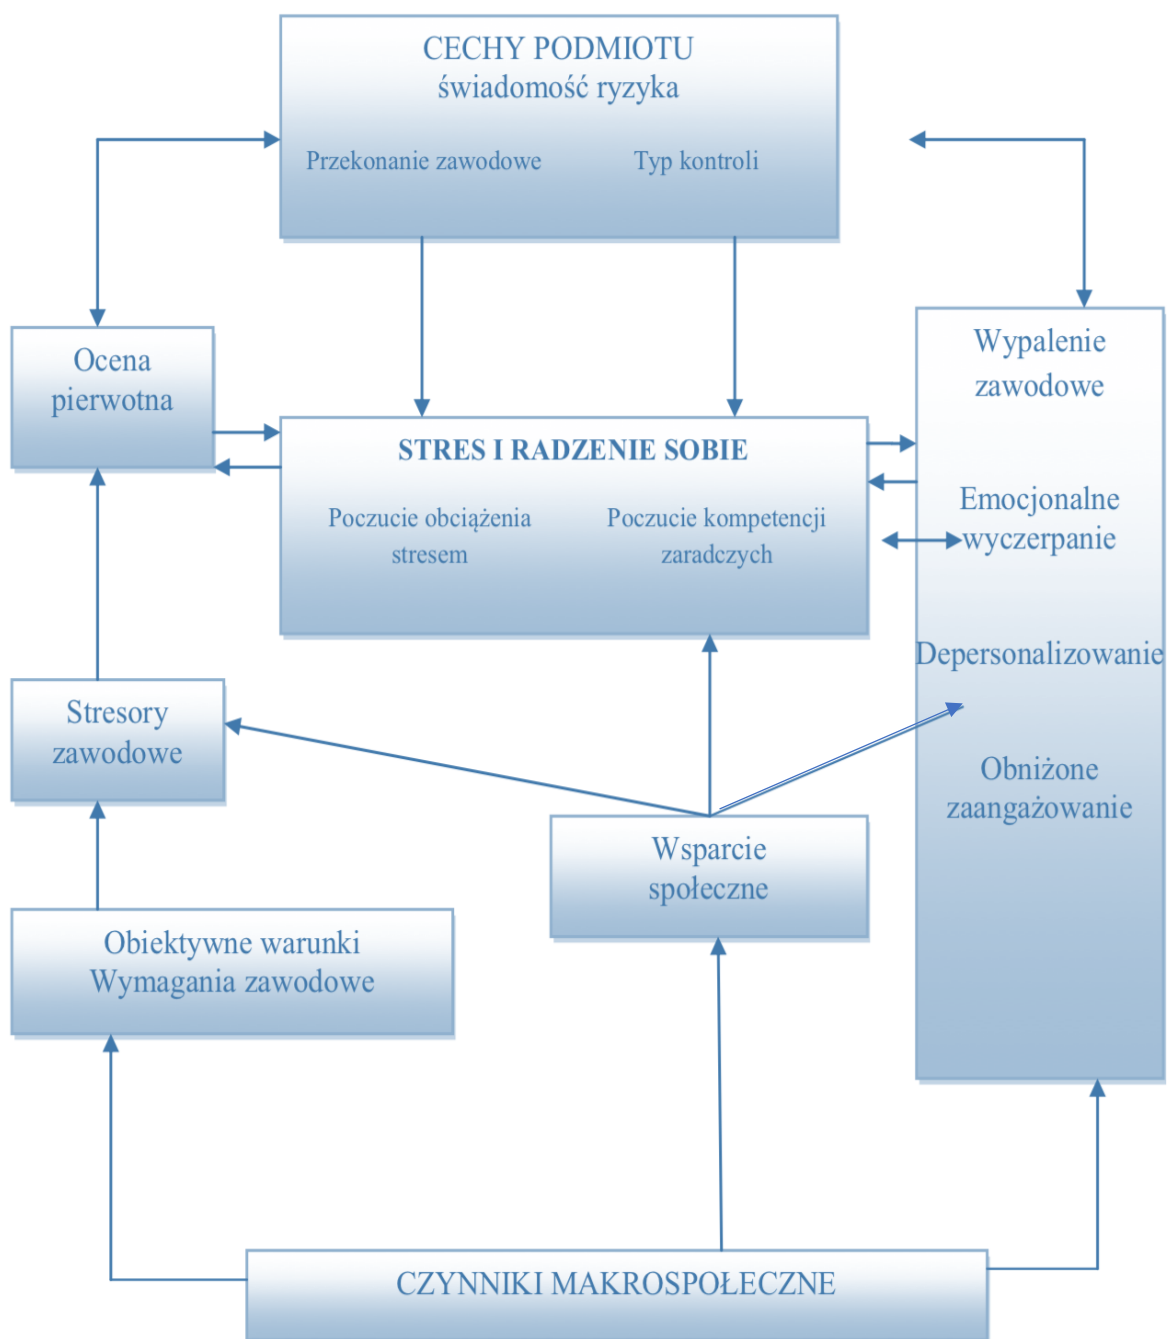 CECHY PODMIOTU
świadomość ryzyka
Przekonanie zawodowe
Typ kontroli
Ocena
pierwotna
Wypalenie
zawodowe
STRES I RADZENIE SOBIE
Poczucie obciążenia
stresem
Poczucie kompetencji
zaradczych
Emocjonalne
wyczerpanie
Depersonalizowanie
Stresory
zawodowe
Obniżone
zaangażowanie
Wsparcie
społeczne
Obiektywne warunki
Wymagania zawodowe
CZYNNIKI MAKROSPOŁECZNE